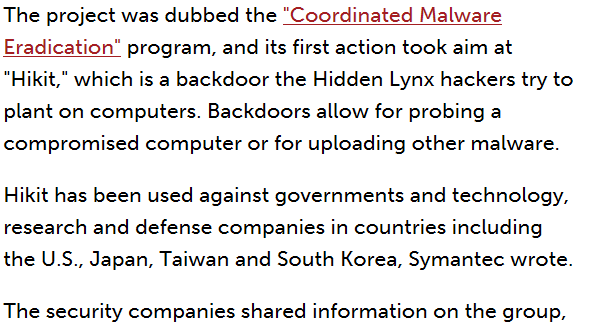 The project was dubbed the "Coordinated Malware
Eradication" program, and its first action took aim at
"Hikit," which is a backdoor the Hidden Lynx hackers try to
plant on computers. Backdoors allow for probing a
compromised computer or for uploading other malware.
Hikit has been used against governments and technology,
research and defense companies in countries including
the U.S., Japan, Taiwan and South Korea, Symantec wrote.
The security companies shared information on the group,